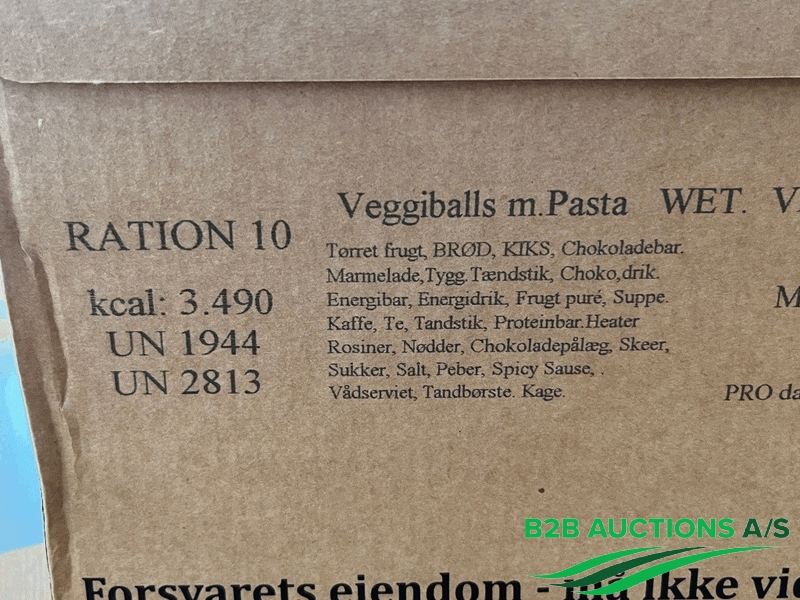 RATION 10
kcal: 3.490
UN 1944
UN 2813
Veggiballs m.Pasta WET.
Tørret frugt, BRØD, KIKS, Chokoladebar.
Marmelade,Tygg.Tændstik, Choko,drik.
Energibar, Energidrik, Frugt puré, Suppe.
Kaffe, Te, Tandstik, Proteinbar.Heater
Rosiner, Nødder, Chokoladepålæg, Skeer,
Sukker, Salt, Peber, Spicy Sause, .
Vådserviet, Tandbørste. Kage.
PRO
B2B AUCTIONS A/S
Forsvarets ejendom - må ikke